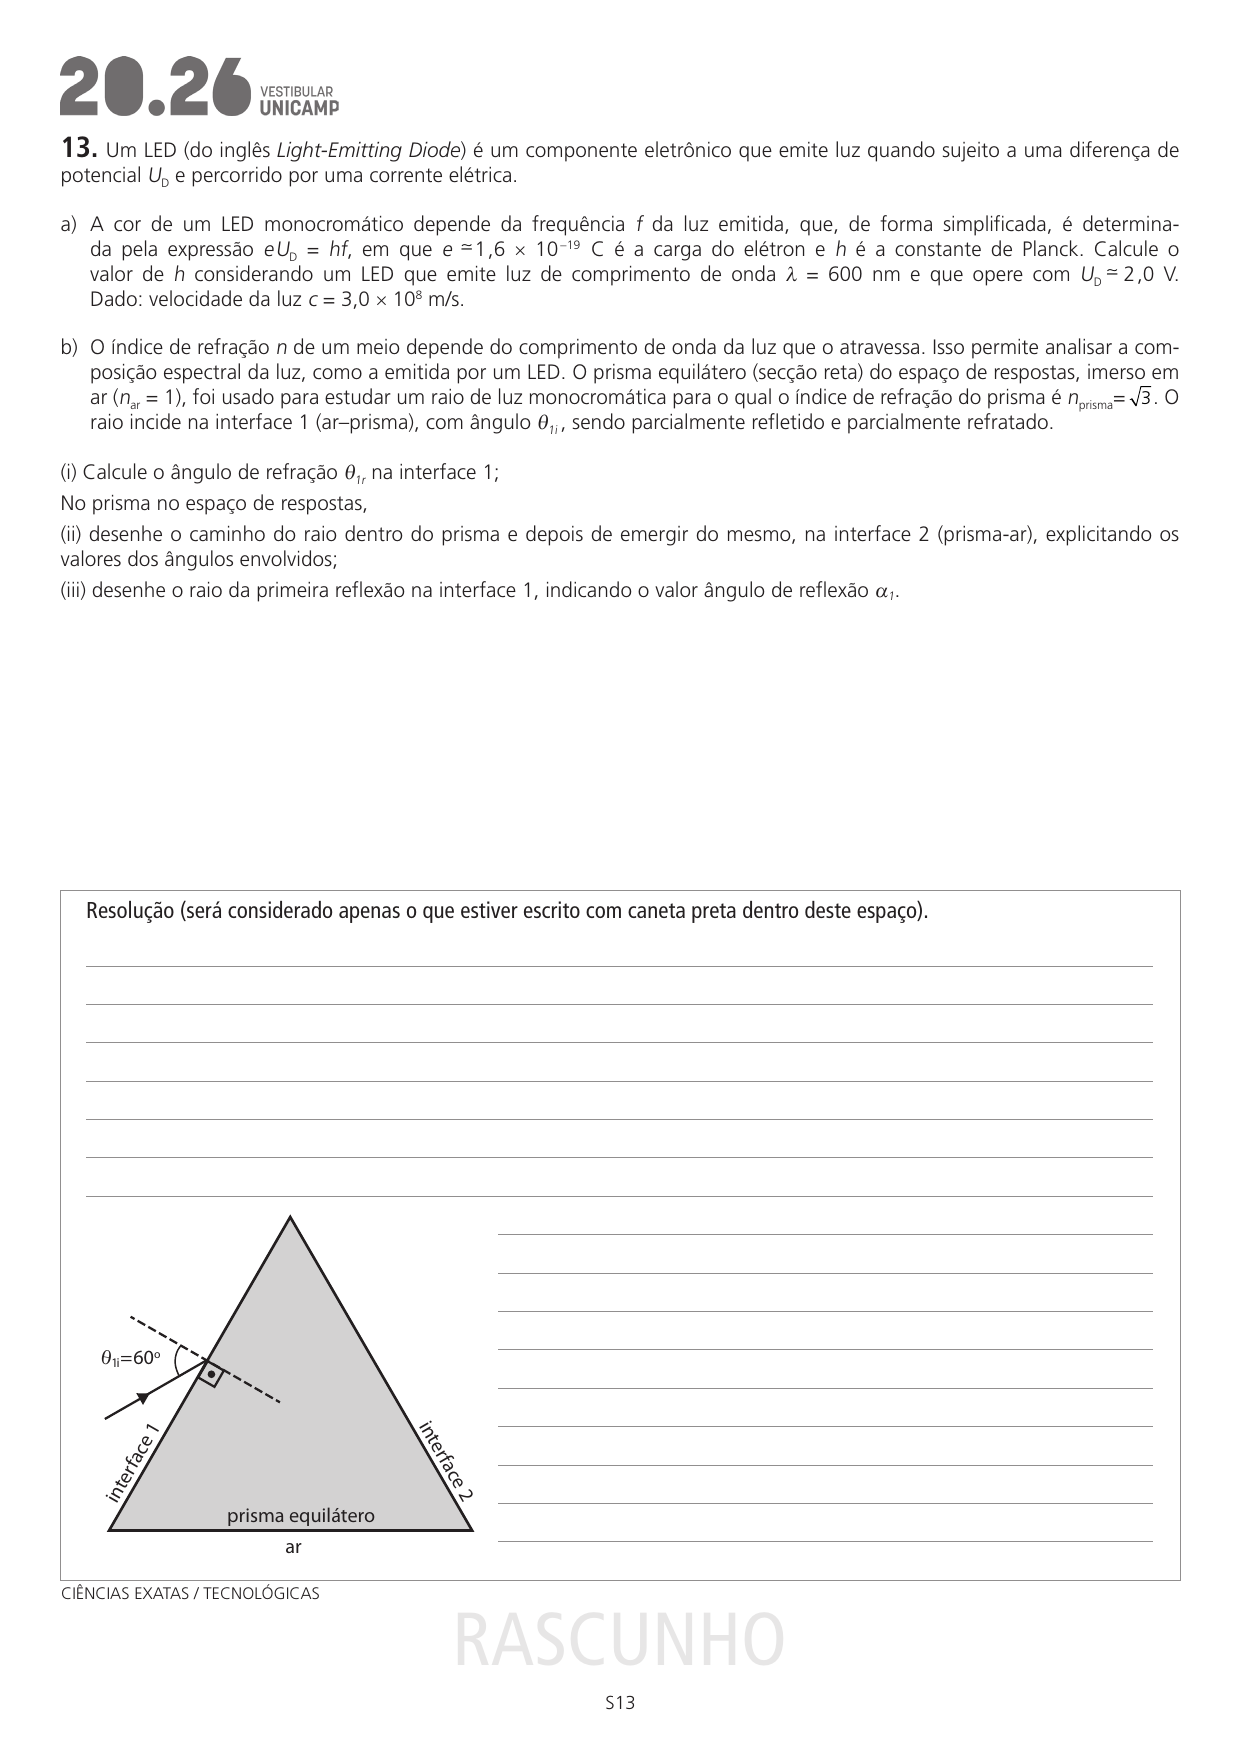 20.26 VESTIBULAR UNICAMP
13. Um LED (do inglês Light-Emitting Diode) é um componente eletrônico que emite luz quando sujeito a uma diferença de
potencial U_D e percorrido por uma corrente elétrica.
a) A cor de um LED monocromático depende da frequência f da luz emitida, que, de forma simplificada, é determina-
da pela expressão eU_D = hf, em que e ≃ 1,6 × 10⁻¹⁹ C é a carga do elétron e h é a constante de Planck. Calcule o
valor de h considerando um LED que emite luz de comprimento de onda λ = 600 nm e que opere com U_D ≃ 2,0 V.
Dado: velocidade da luz c = 3,0 × 10⁸ m/s.
b) O índice de refração n de um meio depende do comprimento de onda da luz que o atravessa. Isso permite analisar a com-
posição espectral da luz, como a emitida por um LED. O prisma equilátero (secção reta) do espaço de respostas, imerso em
ar (n_ar = 1), foi usado para estudar um raio de luz monocromática para o qual o índice de refração do prisma é n_prisma = √3. O
raio incide na interface 1 (ar–prisma), com ângulo θ_1i, sendo parcialmente refletido e parcialmente refratado.
(i) Calcule o ângulo de refração θ_1r na interface 1;
No prisma no espaço de respostas,
(ii) desenhe o caminho do raio dentro do prisma e depois de emergir do mesmo, na interface 2 (prisma-ar), explicitando os
valores dos ângulos envolvidos;
(iii) desenhe o raio da primeira reflexão na interface 1, indicando o valor ângulo de reflexão α_1.
Resolução (será considerado apenas o que estiver escrito com caneta preta dentro deste espaço).
θ_1i=60º
interface 1
interface 2
prisma equilátero
ar
CIÊNCIAS EXATAS / TECNOLÓGICAS
RASCUNHO
S13